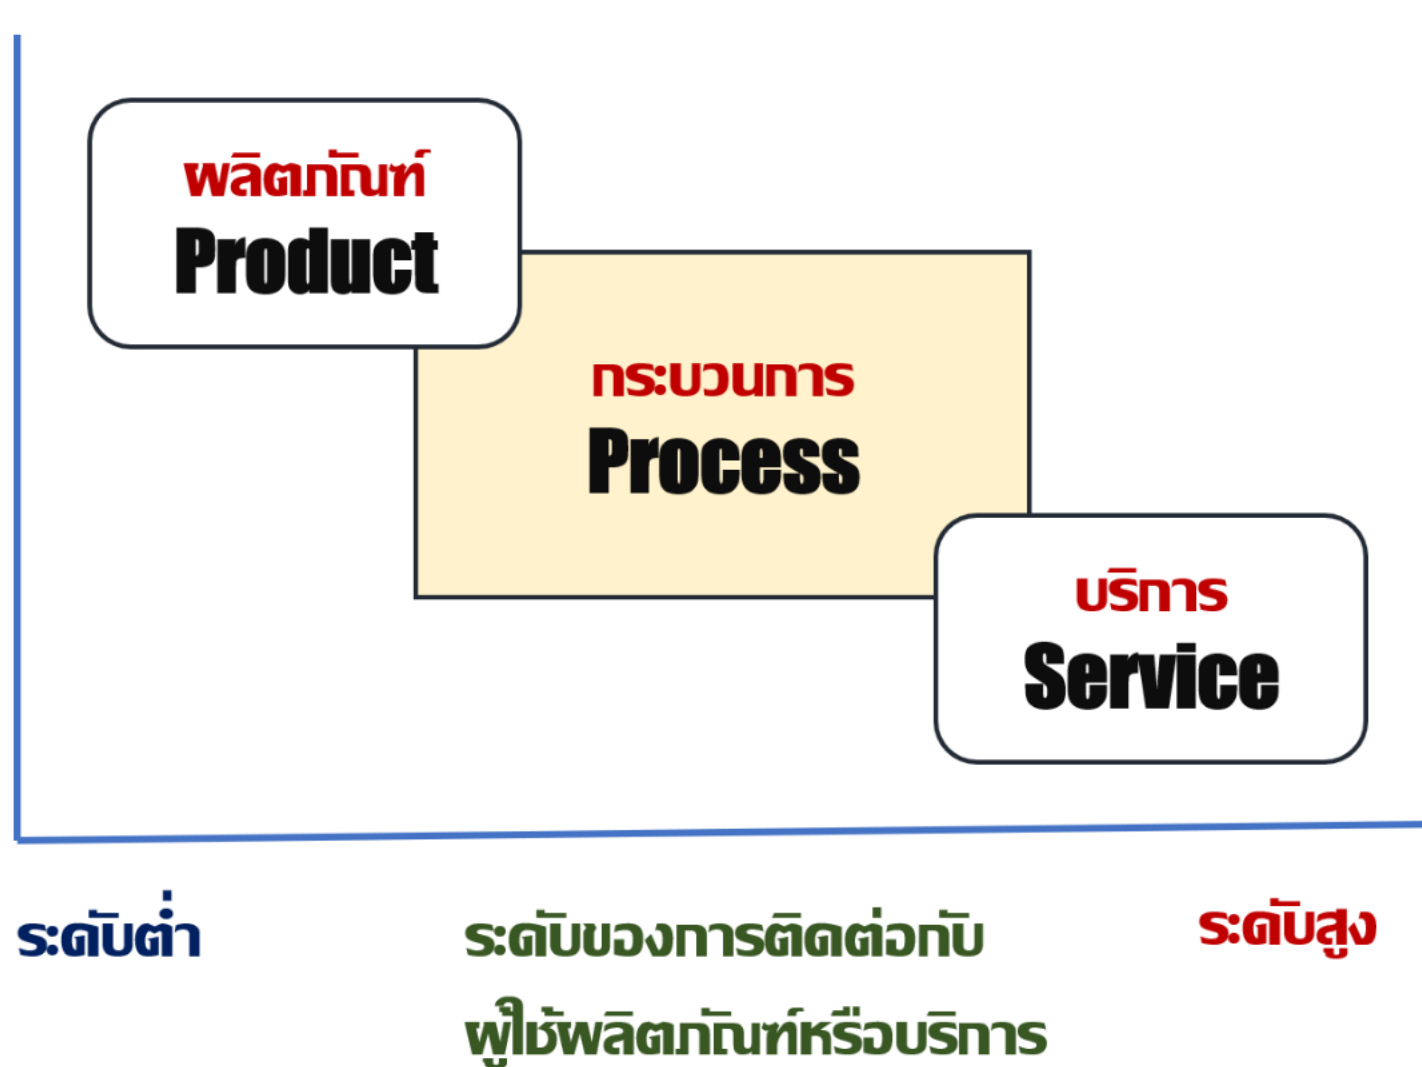 ผลิตภัณฑ์
Product
กระบวนการ
Process
บริการ
Service
ระดับต่ำ
ระดับของการติดต่อกับ
ผู้ใช้ผลิตภัณฑ์หรือบริการ
ระดับสูง